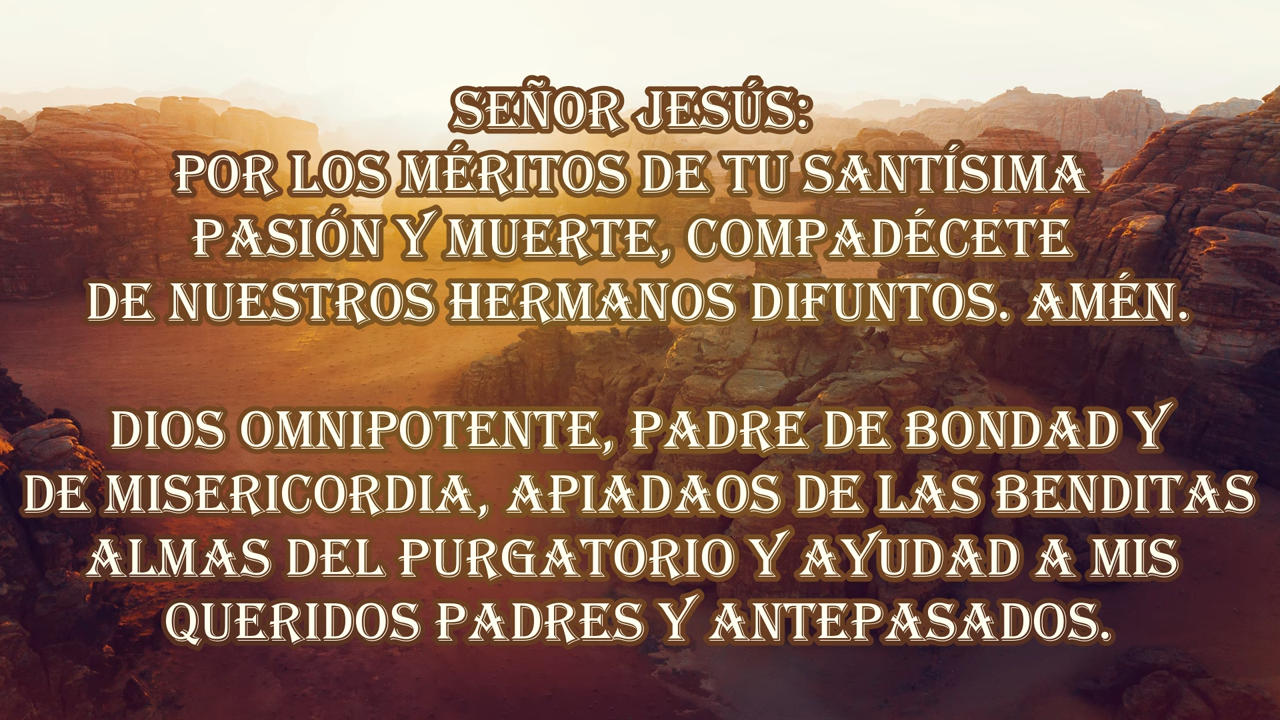 SEÑOR JESÚS:
POR LOS MÉRITOS DE TU SANTÍSIMA
PASIÓN Y MUERTE, COMPADÉCETE
DE NUESTROS HERMANOS DIFUNTOS. AMÉN.
DIOS OMNIPOTENTE, PADRE DE BONDAD Y
DE MISERICORDIA, APIADAOS DE LAS BENDITAS
ALMAS DEL PURGATORIO Y AYUDAD A MIS
QUERIDOS PADRES Y ANTEPASADOS.